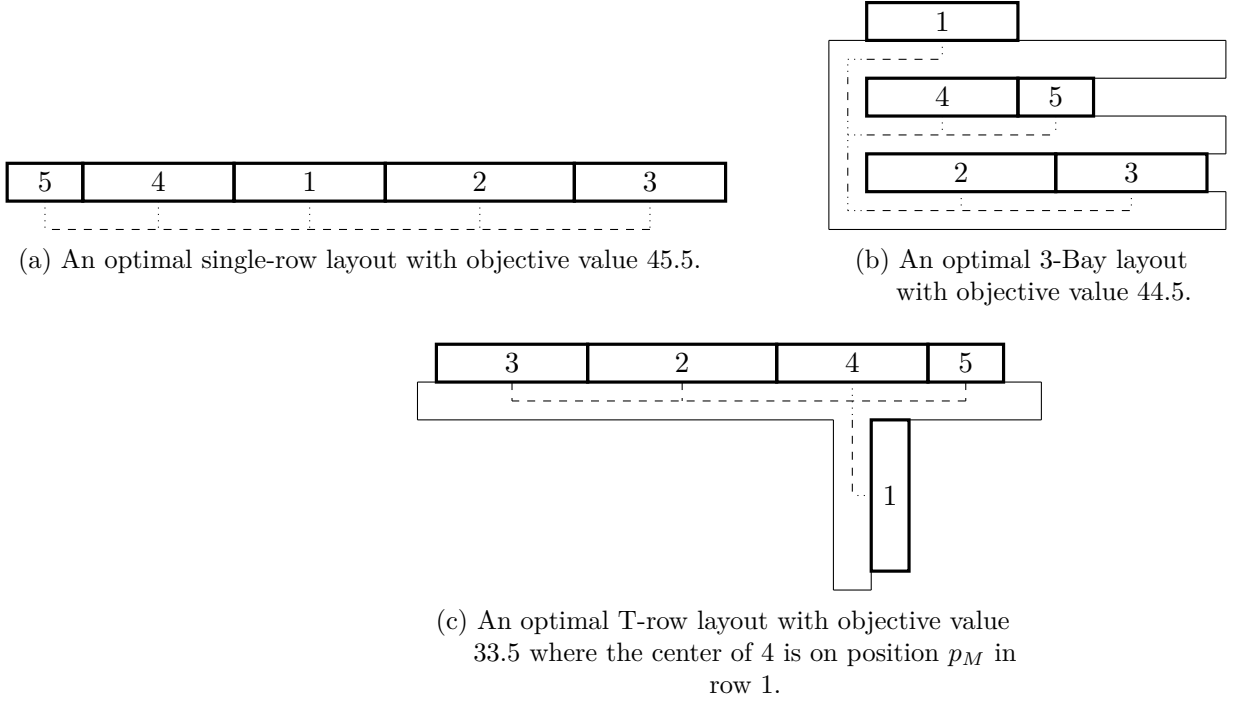 1
4 5
2 3
5 4 1 2 3
(a) An optimal single-row layout with objective value 45.5.
(b) An optimal 3-Bay layout
with objective value 44.5.
3 2 4 5
1
(c) An optimal T-row layout with objective value
33.5 where the center of 4 is on position p_M in
row 1.